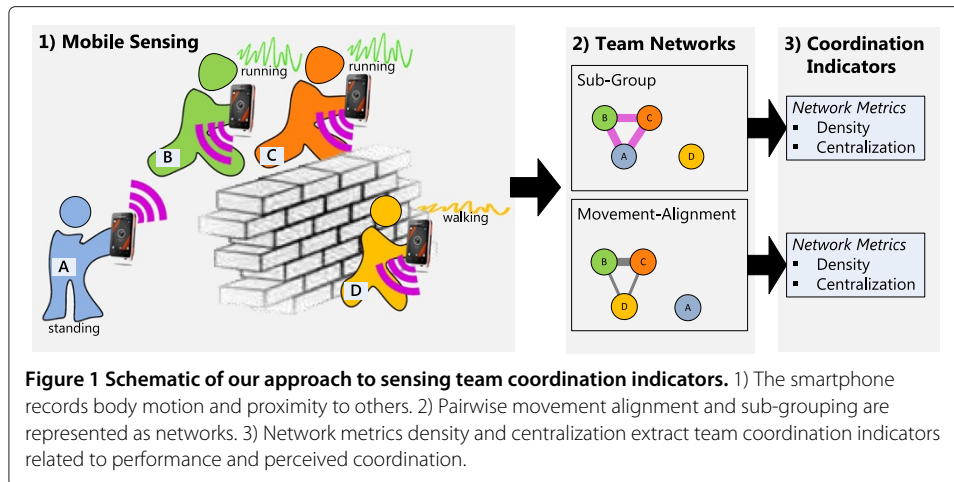 1) Mobile Sensing
running
running
B
C
A
standing
walking
D
2) Team Networks
Sub-Group
B
C
A
D
Movement-Alignment
B
C
D
A
3) Coordination
Indicators
Network Metrics
▪ Density
▪ Centralization
Network Metrics
▪ Density
▪ Centralization
Figure 1 Schematic of our approach to sensing team coordination indicators. 1) The smartphone
records body motion and proximity to others. 2) Pairwise movement alignment and sub-grouping are
represented as networks. 3) Network metrics density and centralization extract team coordination indicators
related to performance and perceived coordination.